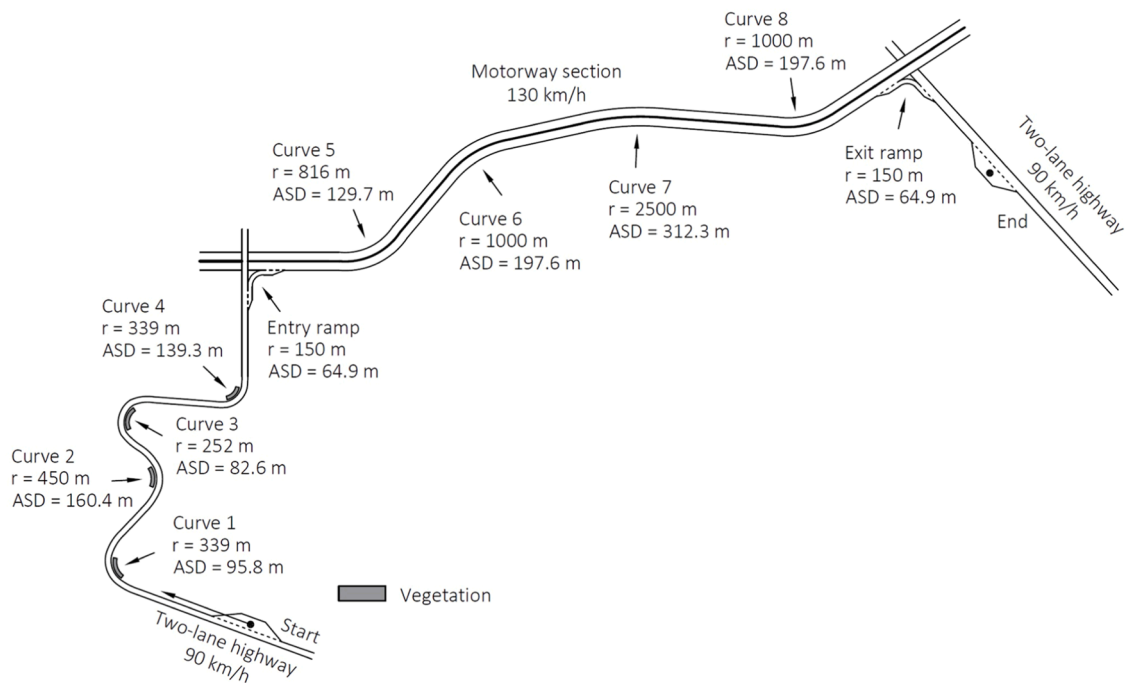 Curve 8
r = 1000 m
ASD = 197.6 m
Motorway section
130 km/h
Curve 5
r = 816 m
ASD = 129.7 m
Curve 6
r = 1000 m
ASD = 197.6 m
Curve 7
r = 2500 m
ASD = 312.3 m
Exit ramp
r = 150 m
ASD = 64.9 m
Two-lane highway
90 km/h
End
Curve 4
r = 339 m
ASD = 139.3 m
Entry ramp
r = 150 m
ASD = 64.9 m
Curve 3
r = 252 m
ASD = 82.6 m
Curve 2
r = 450 m
ASD = 160.4 m
Curve 1
r = 339 m
ASD = 95.8 m
Vegetation
Start
Two-lane highway
90 km/h